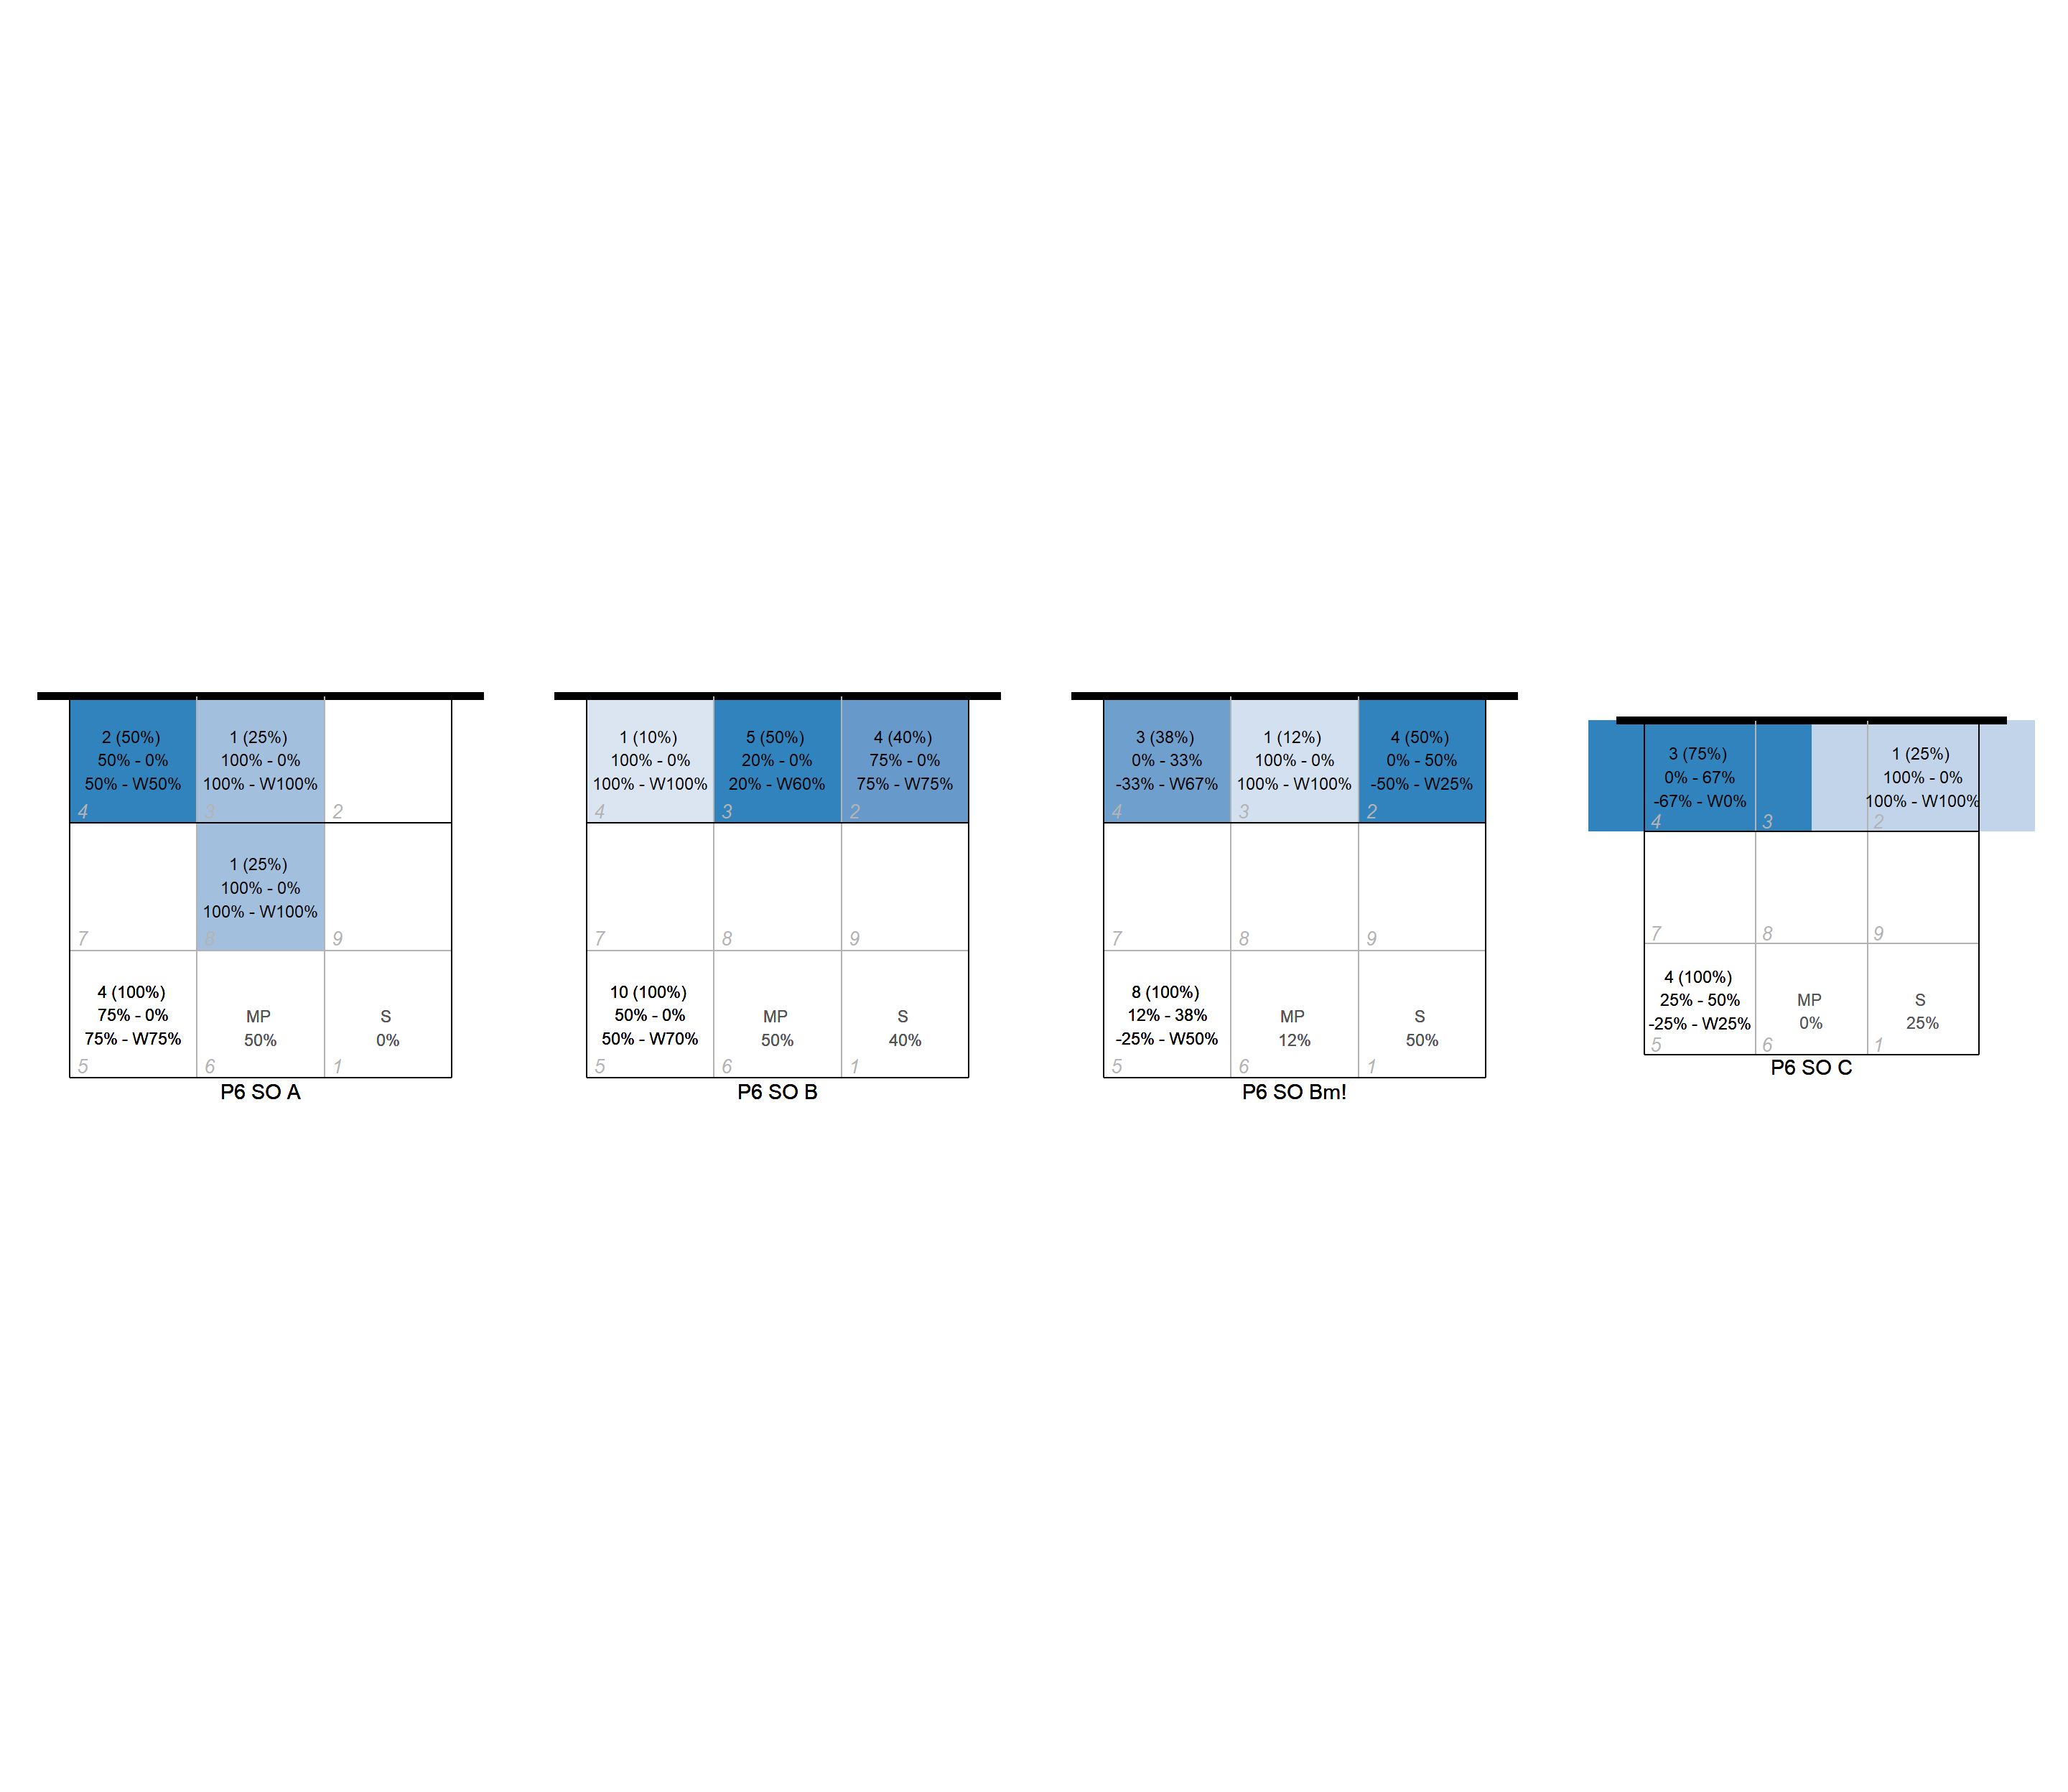 2 (50%)
50% - 0%
50% - W50%
4
1 (25%)
100% - 0%
100% - W100%
3
2
7
1 (25%)
100% - 0%
100% - W100%
8
9
4 (100%)
75% - 0%
75% - W75%
5
MP
50%
6
S
0%
1
P6 SO A
1 (10%)
100% - 0%
100% - W100%
4
5 (50%)
20% - 0%
20% - W60%
3
4 (40%)
75% - 0%
75% - W75%
2
7
8
9
10 (100%)
50% - 0%
50% - W70%
5
MP
50%
6
S
40%
1
P6 SO B
3 (38%)
0% - 33%
-33% - W67%
4
1 (12%)
100% - 0%
100% - W100%
3
4 (50%)
0% - 50%
-50% - W25%
2
7
8
9
8 (100%)
12% - 38%
-25% - W50%
5
MP
12%
6
S
50%
1
P6 SO Bm!
3 (75%)
0% - 67%
-67% - W0%
4
3
1 (25%)
100% - 0%
100% - W100%
2
7
8
9
4 (100%)
25% - 50%
-25% - W25%
5
MP
0%
6
S
25%
1
P6 SO C